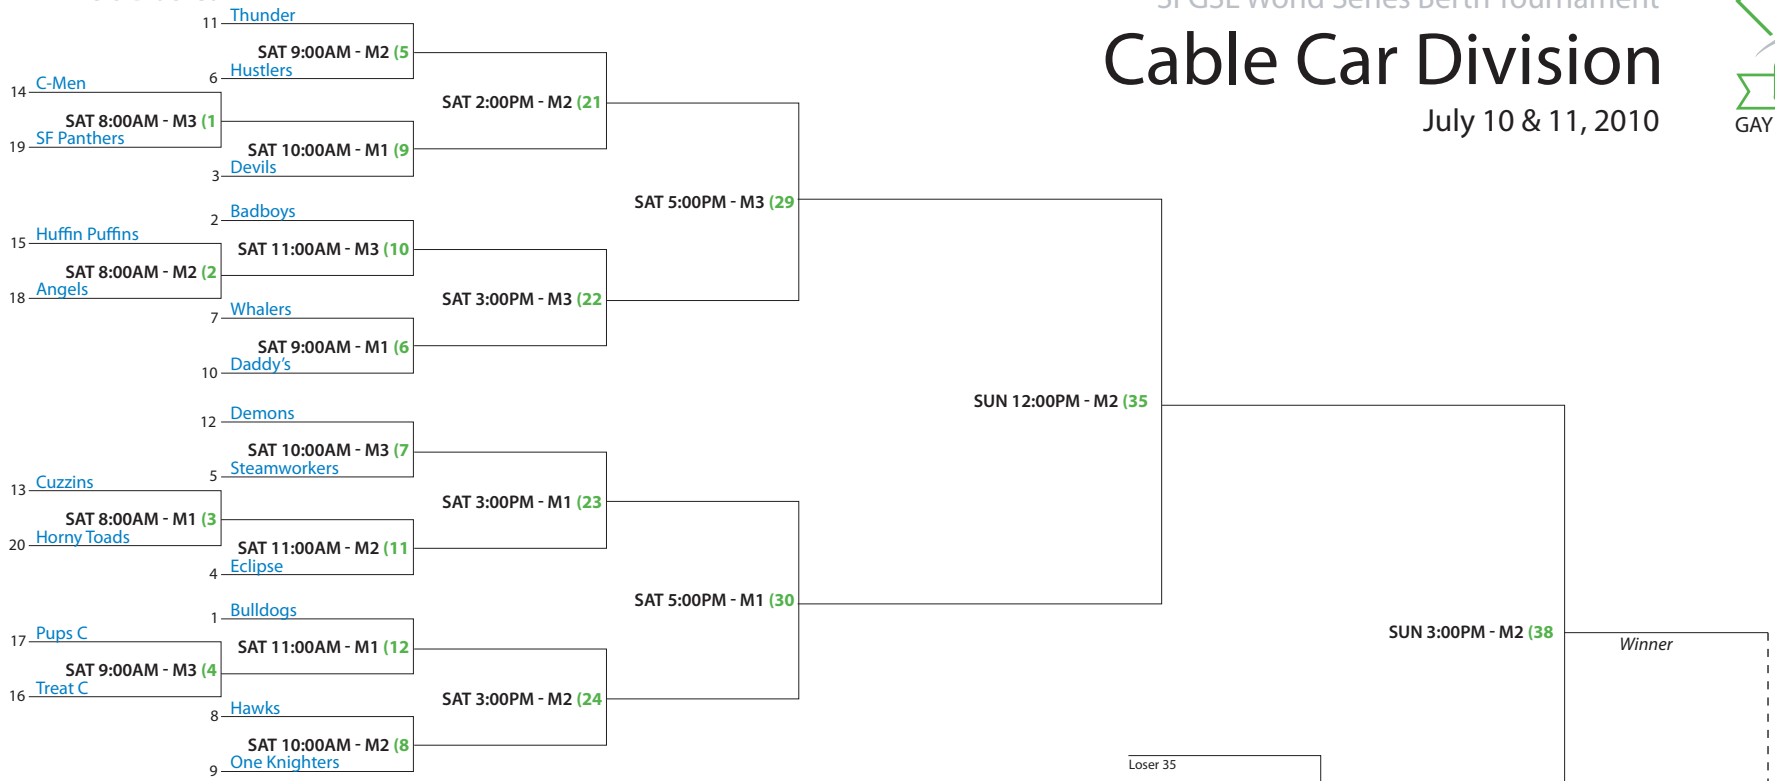 SFGSL World Series Berth Tournament
Cable Car Division
July 10 & 11, 2010
GAY
11 Thunder
SAT 9:00AM - M2 (5
6 Hustlers
14 C-Men
SAT 8:00AM - M3 (1
19 SF Panthers
SAT 10:00AM - M1 (9
3 Devils
SAT 2:00PM - M2 (21
2 Badboys
15 Huffin Puffins
SAT 11:00AM - M3 (10
SAT 8:00AM - M2 (2
18 Angels
7 Whalers
SAT 9:00AM - M1 (6
10 Daddy's
SAT 3:00PM - M3 (22
SAT 5:00PM - M3 (29
12 Demons
SAT 10:00AM - M3 (7
5 Steamworkers
13 Cuzzins
SAT 8:00AM - M1 (3
20 Horny Toads
SAT 11:00AM - M2 (11
4 Eclipse
SAT 3:00PM - M1 (23
1 Bulldogs
17 Pups C
SAT 11:00AM - M1 (12
SAT 9:00AM - M3 (4
16 Treat C
8 Hawks
SAT 10:00AM - M2 (8
9 One Knighters
SAT 3:00PM - M2 (24
SAT 5:00PM - M1 (30
SUN 12:00PM - M2 (35
SUN 3:00PM - M2 (38
Winner
Loser 35